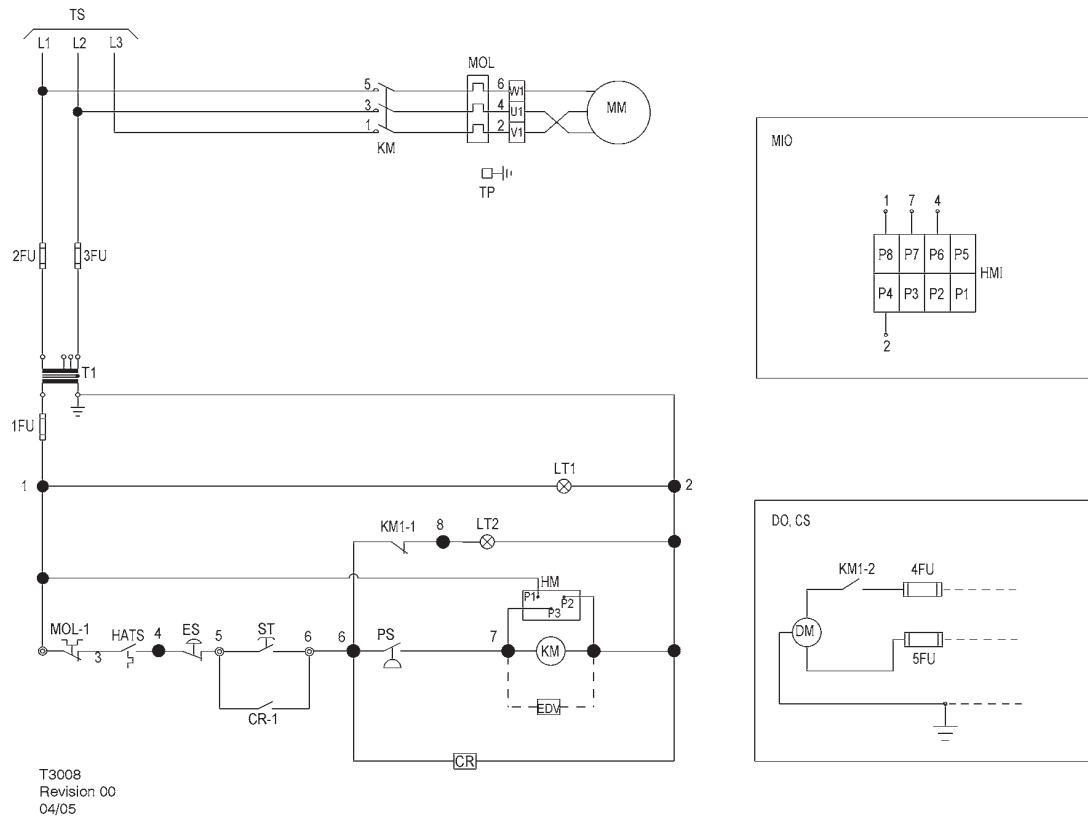 TS
L1 L2 L3
MOL
5 6 W1
3 4 U1
1 2 V1
MM
KM
TP
2FU 3FU
T1
1FU
1 LT1 2
KM1-1 8 LT2
HM
P1 P2
P3
MOL-1 3 HATS 4 ES 5 ST 6 6 PS 7 KM
CR-1
EDV
CR
T3008
Revision 00
04/05
MIO
1 7 4
P8 P7 P6 P5
HMI
P4 P3 P2 P1
2
DO, CS
KM1-2 4FU
DM
5FU